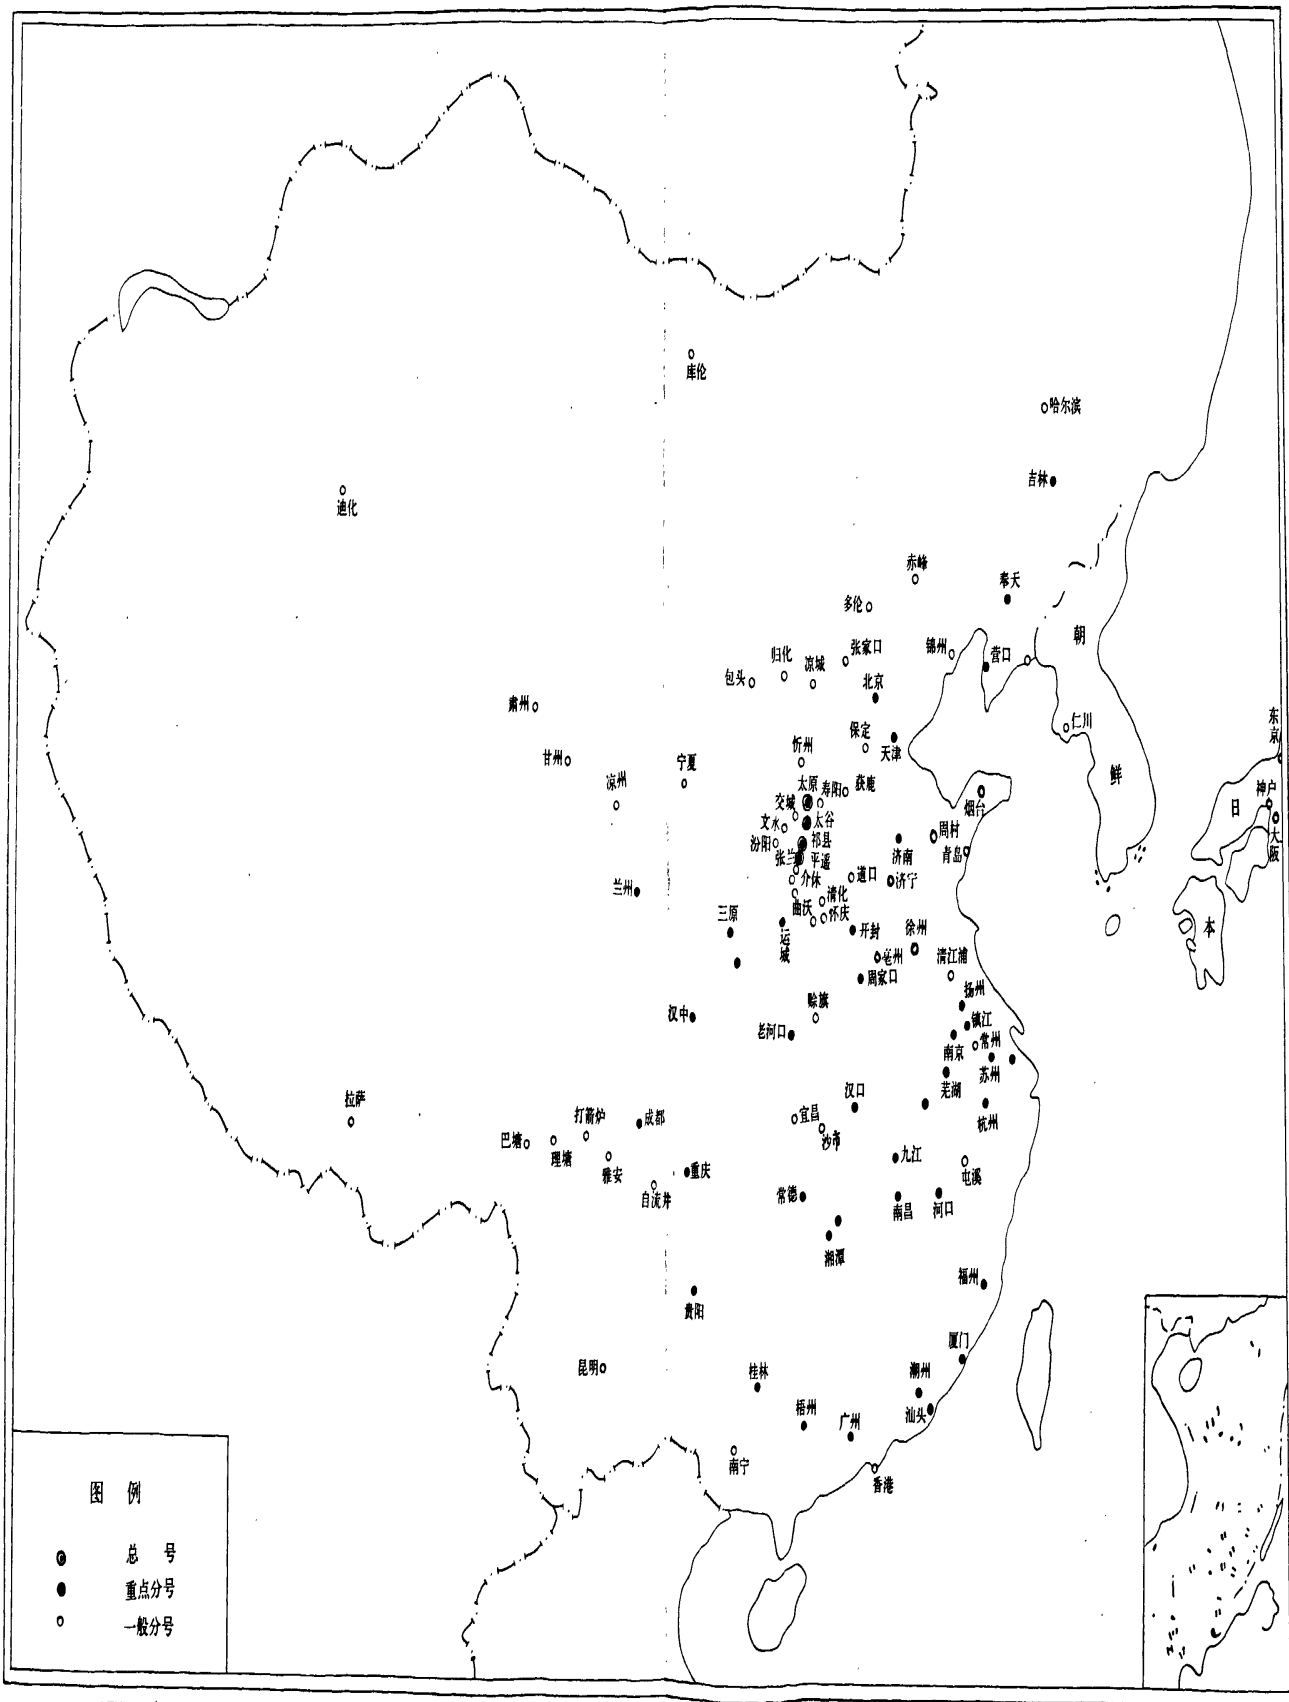 库伦
哈尔滨
吉林
迪化
赤峰
奉天
多伦
朝
鲜
锦州
营口
张家口
归化
凉城
包头
北京
肃州
仁川
东京
保定
天津
忻州
甘州
宁夏
凉州
太原
寿阳
获鹿
交城
烟台
神户
日
本
大阪
文水
太谷
周村
汾阳
祁县
济南
青岛
张兰
平遥
介休
道口
济宁
兰州
清化
曲沃
怀庆
三原
运城
开封
徐州
亳州
清江浦
周家口
扬州
汉中
赊旗
镇江
老河口
南京
常州
苏州
芜湖
拉萨
汉口
打箭炉
成都
宜昌
沙市
杭州
巴塘
理塘
雅安
九江
重庆
屯溪
自流井
常德
南昌
河口
湘潭
福州
贵阳
厦门
昆明
桂林
潮州
梧州
广州
汕头
南宁
香港
图 例
总 号
重点分号
一般分号